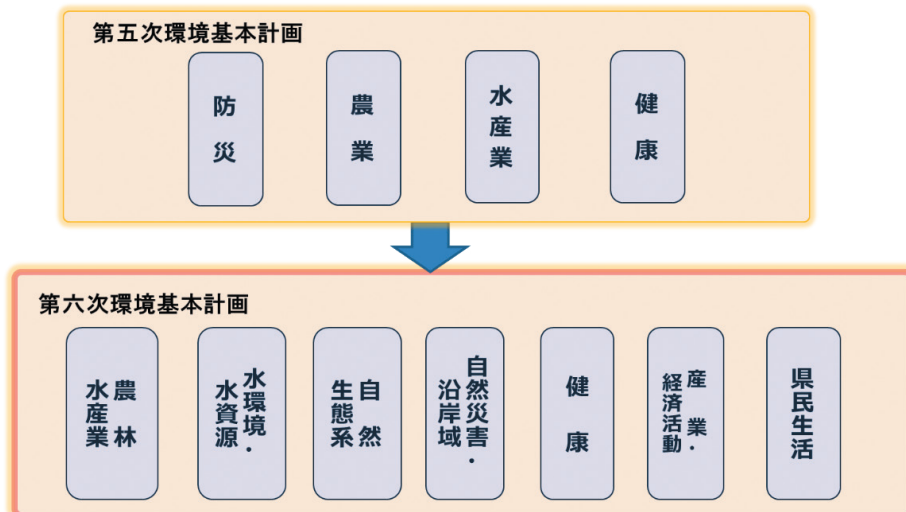 第五次環境基本計画
防災
農業
水産業
健康
第六次環境基本計画
農林
水産業
水環境・
水資源
自然
生態系
自然災害・
沿岸域
健康
産業・
経済活動
県民生活